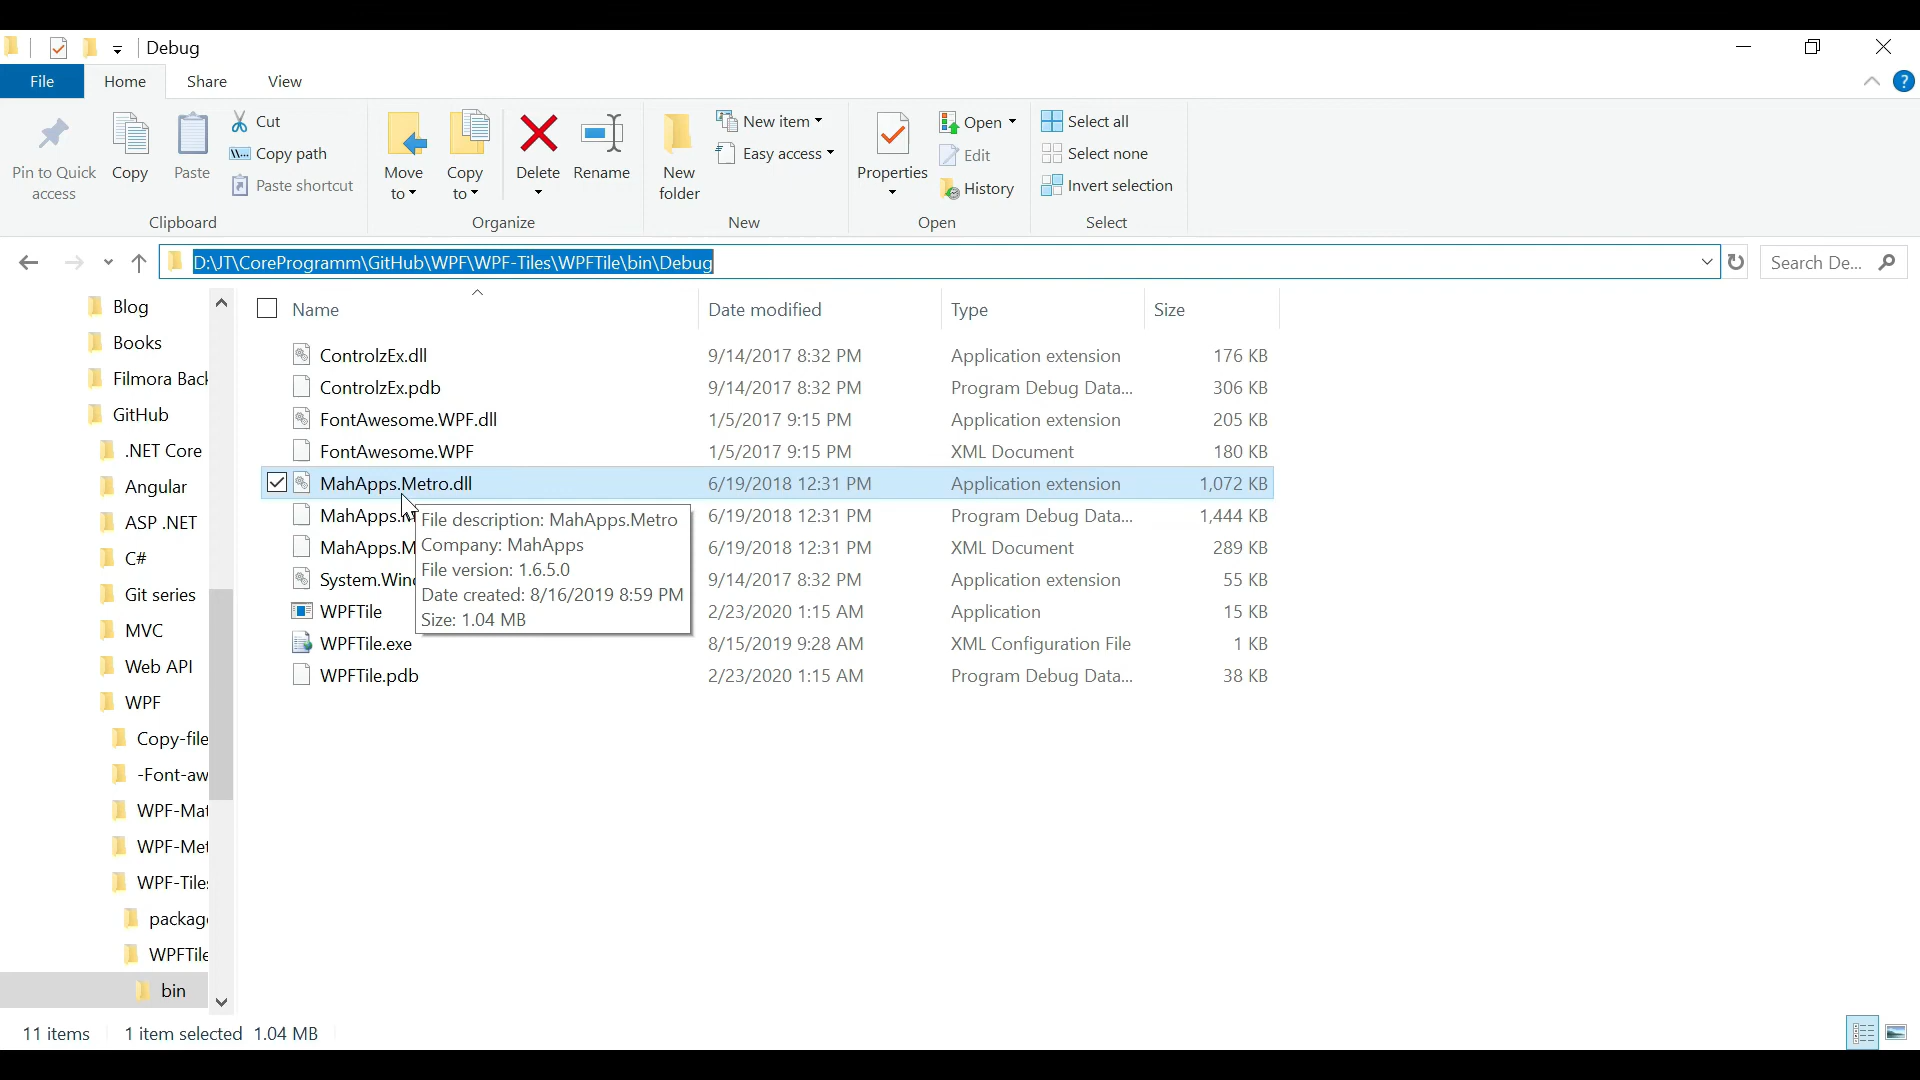 Debug
File Home Share View
Pin to Quick access
Copy
Paste
Cut
Copy path
Paste shortcut
Clipboard
Move to
Copy to
Delete
Rename
Organize
New folder
New item
Easy access
New
Properties
Open
Edit
History
Open
Select all
Select none
Invert selection
Select
D:\JT\CoreProgramm\GitHub\WPF\WPF-Tiles\WPFTile\bin\Debug
Search De...
Blog
Books
Filmora Back
GitHub
.NET Core
Angular
ASP .NET
C#
Git series
MVC
Web API
WPF
Copy-file
-Font-aw
WPF-Mat
WPF-Met
WPF-Tiles
package
WPFTile
bin
Name Date modified Type Size
ControlzEx.dll 9/14/2017 8:32 PM Application extension 176 KB
ControlzEx.pdb 9/14/2017 8:32 PM Program Debug Data... 306 KB
FontAwesome.WPF.dll 1/5/2017 9:15 PM Application extension 205 KB
FontAwesome.WPF 1/5/2017 9:15 PM XML Document 180 KB
MahApps.Metro.dll 6/19/2018 12:31 PM Application extension 1,072 KB
MahApps.M 6/19/2018 12:31 PM Program Debug Data... 1,444 KB
MahApps.M 6/19/2018 12:31 PM XML Document 289 KB
System.Wind 9/14/2017 8:32 PM Application extension 55 KB
WPFTile 2/23/2020 1:15 AM Application 15 KB
WPFTile.exe 8/15/2019 9:28 AM XML Configuration File 1 KB
WPFTile.pdb 2/23/2020 1:15 AM Program Debug Data... 38 KB
File description: MahApps.Metro
Company: MahApps
File version: 1.6.5.0
Date created: 8/16/2019 8:59 PM
Size: 1.04 MB
11 items 1 item selected 1.04 MB